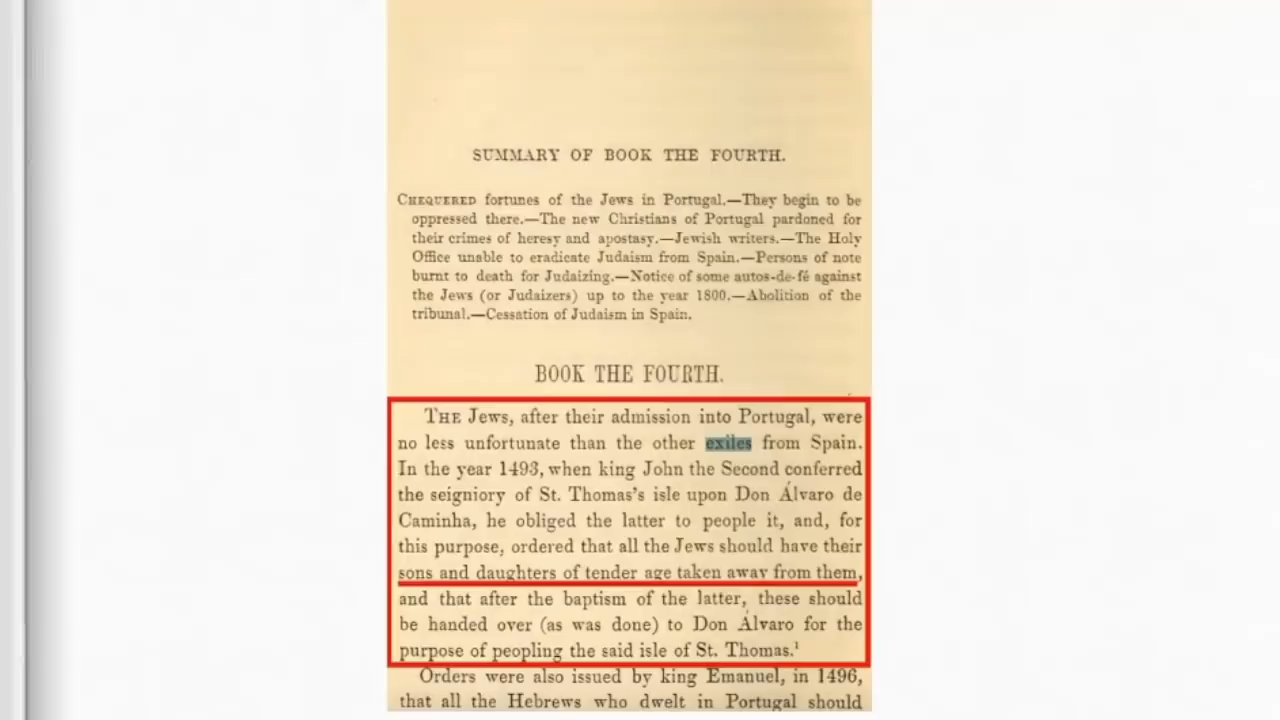 SUMMARY OF BOOK THE FOURTH.
CHEQUERED fortunes of the Jews in Portugal.—They begin to be
oppressed there.—The new Christians of Portugal pardoned for
their crimes of heresy and apostasy.—Jewish writers.—The Holy
Office unable to eradicate Judaism from Spain.—Persons of note
burnt to death for Judaizing.—Notice of some autos-de-fé against
the Jews (or Judaizers) up to the year 1800.—Abolition of the
tribunal.—Cessation of Judaism in Spain.
BOOK THE FOURTH.
THE Jews, after their admission into Portugal, were
no less unfortunate than the other exiles from Spain.
In the year 1493, when king John the Second conferred
the seigniory of St. Thomas's isle upon Don Álvaro de
Caminha, he obliged the latter to people it, and, for
this purpose, ordered that all the Jews should have their
sons and daughters of tender age taken away from them,
and that after the baptism of the latter, these should
be handed over (as was done) to Don Álvaro for the
purpose of peopling the said isle of St. Thomas.¹
Orders were also issued by king Emanuel, in 1496,
that all the Hebrews who dwelt in Portugal should